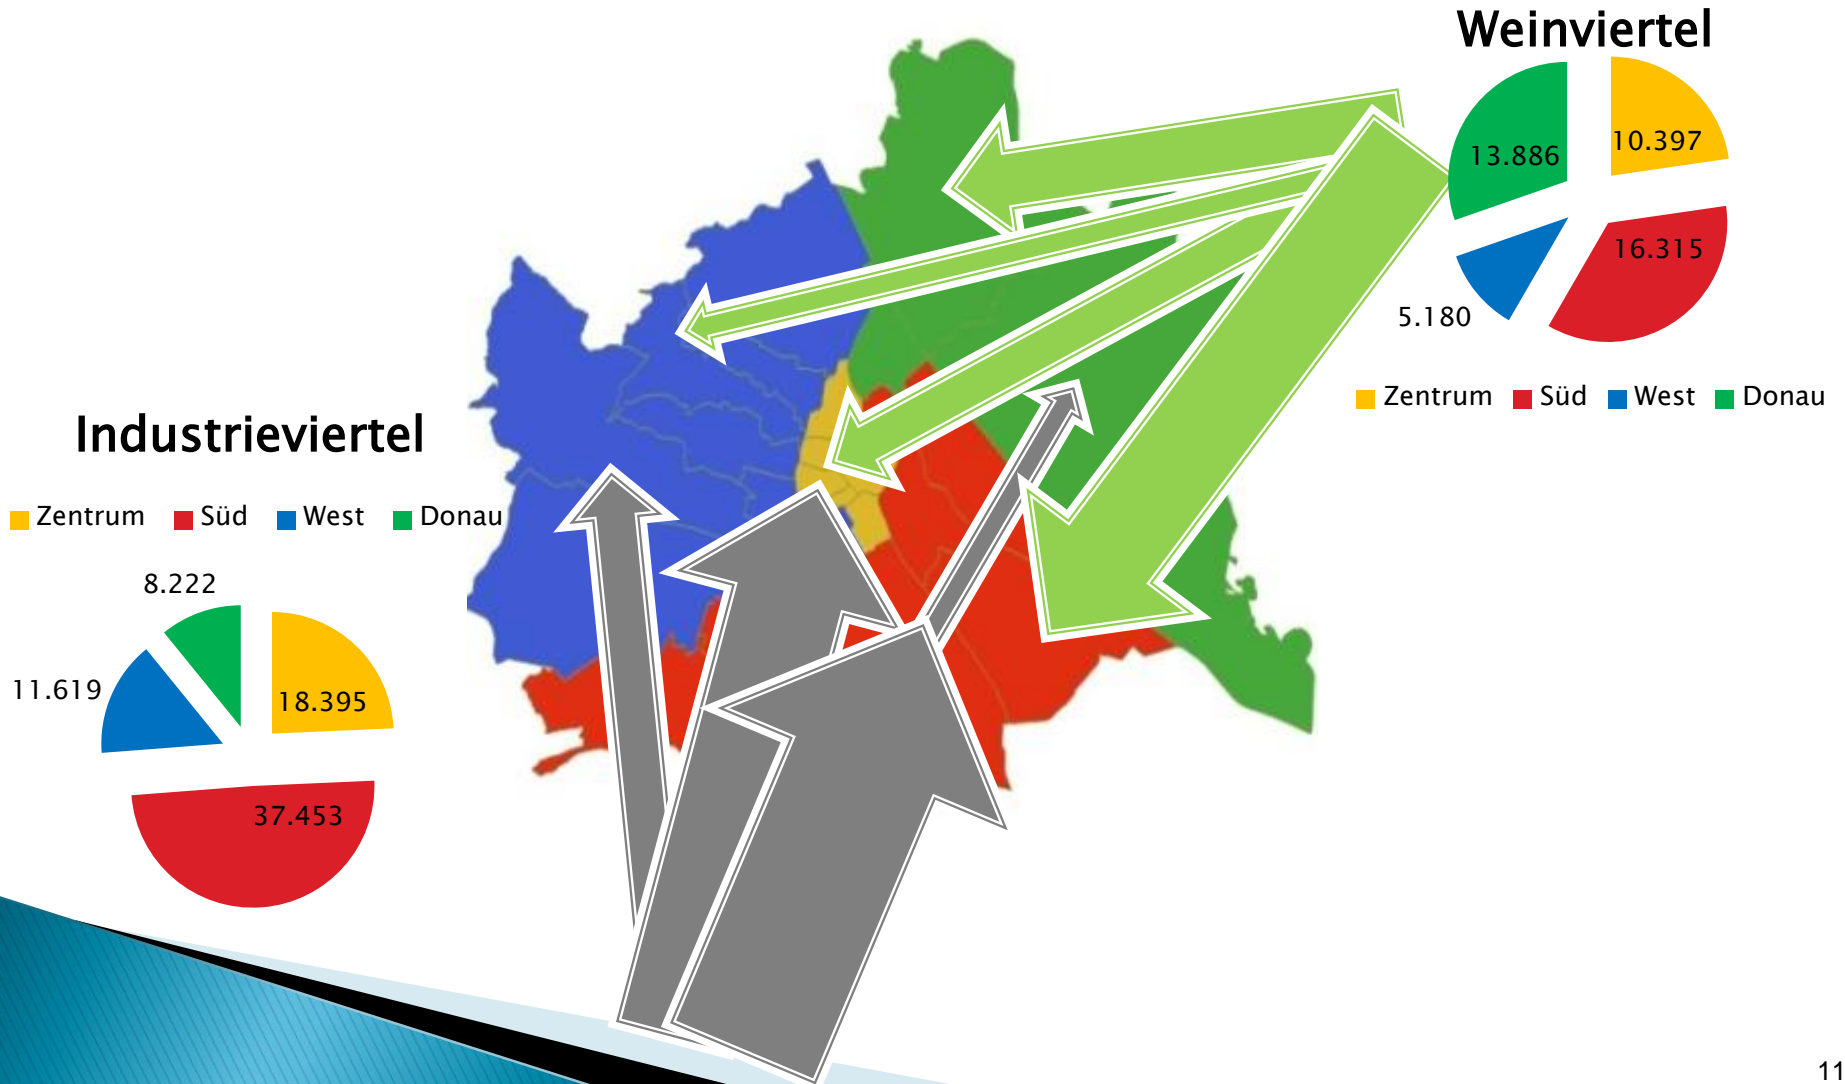 Weinviertel
13.886
10.397
16.315
5.180
Zentrum Süd West Donau
Industrieviertel
Zentrum Süd West Donau
8.222
11.619
18.395
37.453
11